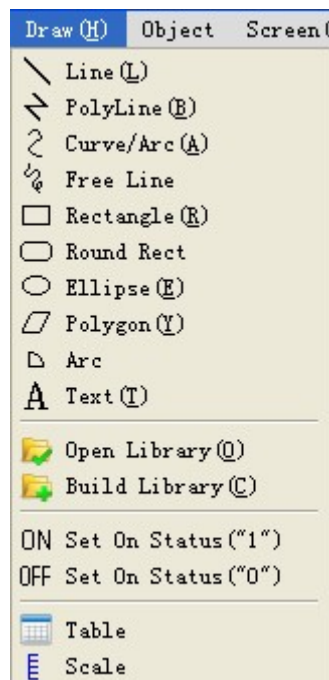 Draw(H) Object Screen(
Line(L)
PolyLine(B)
Curve/Arc(A)
Free Line
Rectangle(R)
Round Rect
Ellipse(E)
Polygon(Y)
Arc
A Text(T)
Open Library(O)
Build Library(C)
ON Set On Status("1")
OFF Set On Status("0")
Table
Scale